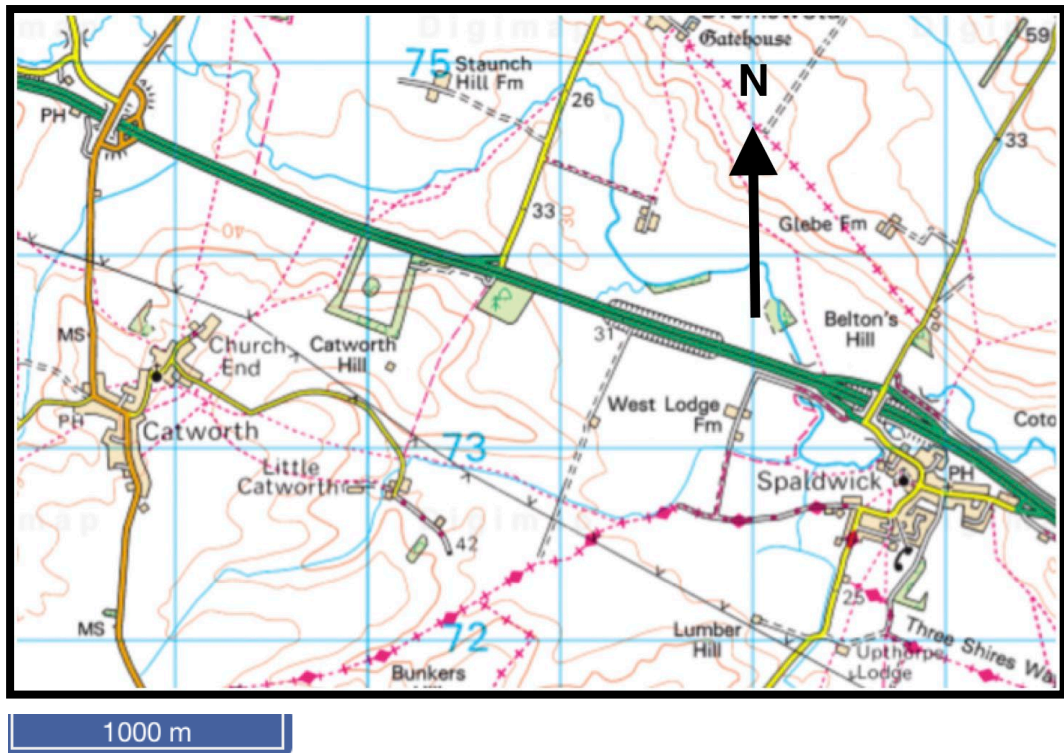 Gatehouse
59
75
Staunch
Hill Fm
N
26
PH
33
33
30
Glebe Fm
40
MS
Church
End
Catworth
Hill
31
Belton's
Hill
PH
Catworth
West Lodge
Fm
73
Little
Catworth
Spaldwick
PH
42
25
MS
72
Lumber
Hill
Upthorpe
Lodge
Three Shires Wa
Bunkers
1000 m